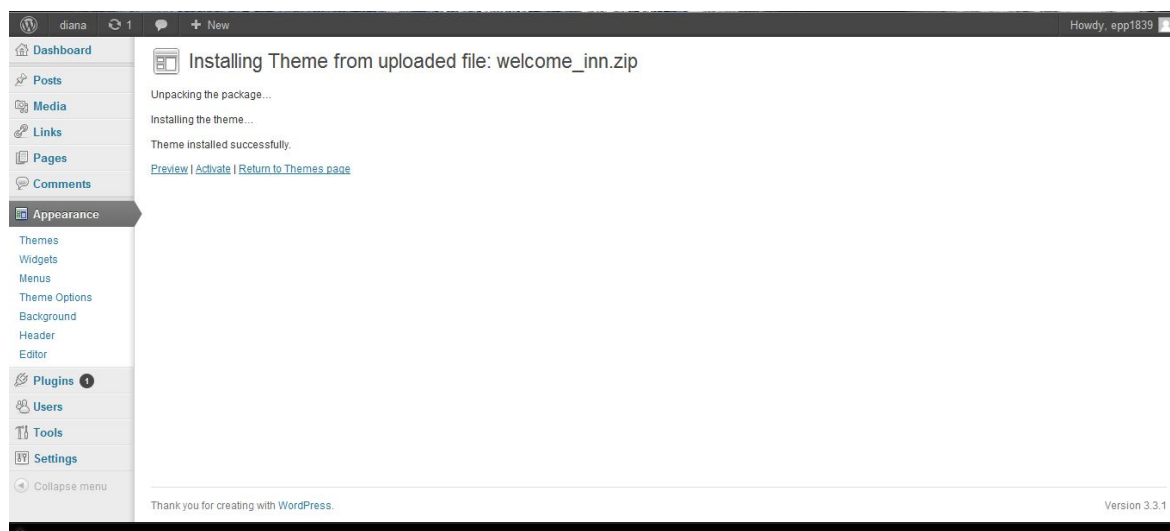 diana 1 + New Howdy, epp1839
Dashboard
Posts
Media
Links
Pages
Comments
Appearance
Themes
Widgets
Menus
Theme Options
Background
Header
Editor
Plugins 1
Users
Tools
Settings
Collapse menu
Installing Theme from uploaded file: welcome_inn.zip
Unpacking the package…
Installing the theme…
Theme installed successfully.
Preview | Activate | Return to Themes page
Thank you for creating with WordPress. Version 3.3.1